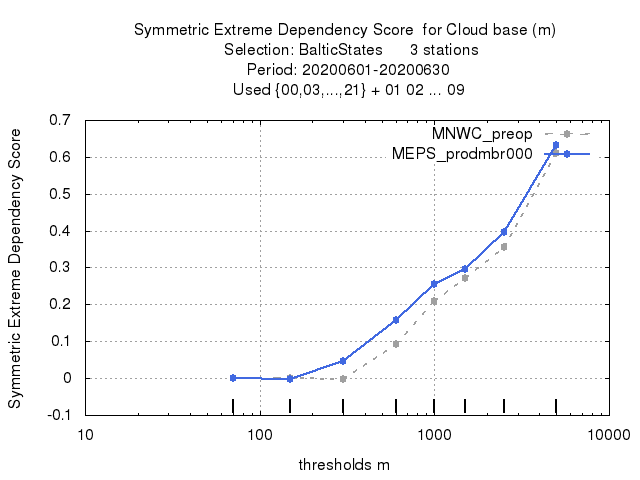 Symmetric Extreme Dependency Score for Cloud base (m)
Selection: BalticStates 3 stations
Period: 20200601-20200630
Used {00,03,...,21} + 01 02 ... 09
Symmetric Extreme Dependency Score
0.7
0.6
0.5
0.4
0.3
0.2
0.1
0
-0.1
MNWC_preop
MEPS_prodmbr000
10 100 1000 10000
thresholds m